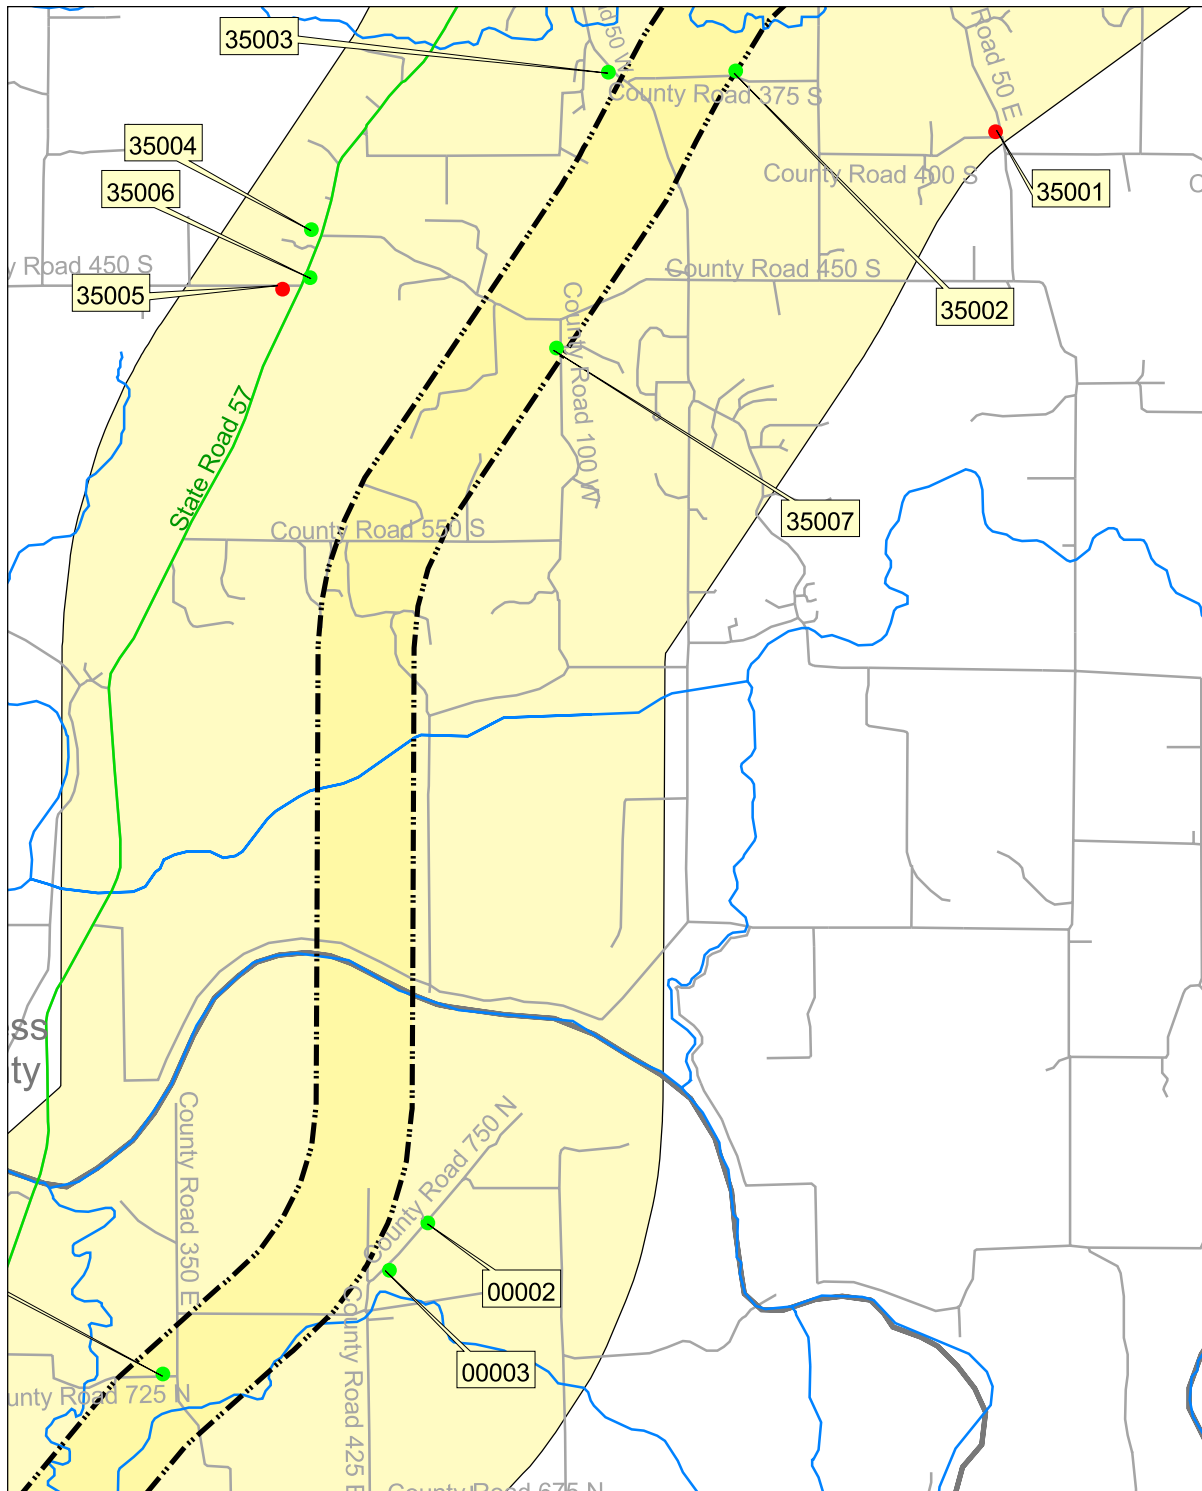 35003
d 50 W
Road 50 E
County Road 375 S
35004
35006
County Road 400 S
35001
y Road 450 S
County Road 450 S
35005
35002
County Road 100 W
State Road 57
35007
County Road 550 S
ss
ty
County Road 350 E
County Road 750 N
00002
County Road 425 E
00003
unty Road 725 N
County Road 675 N